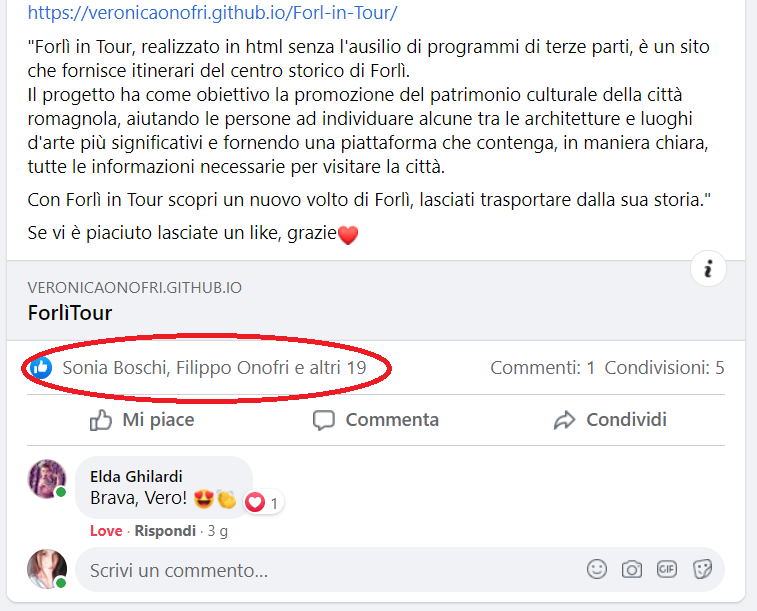 https://veronicaonofri.github.io/Forl-in-Tour/
"Forlì in Tour, realizzato in html senza l'ausilio di programmi di terze parti, è un sito
che fornisce itinerari del centro storico di Forlì.
Il progetto ha come obiettivo la promozione del patrimonio culturale della città
romagnola, aiutando le persone ad individuare alcune tra le architetture e luoghi
d'arte più significativi e fornendo una piattaforma che contenga, in maniera chiara,
tutte le informazioni necessarie per visitare la città.
Con Forlì in Tour scopri un nuovo volto di Forlì, lasciati trasportare dalla sua storia."
Se vi è piaciuto lasciate un like, grazie❤️
i
VERONICAONOFRI.GITHUB.IO
ForlìTour
Sonia Boschi, Filippo Onofri e altri 19 Commenti: 1 Condivisioni: 5
Mi piace Commenta Condividi
Elda Ghilardi
Brava, Vero! 😍👏 1
Love · Rispondi · 3 g
Scrivi un commento... GIF